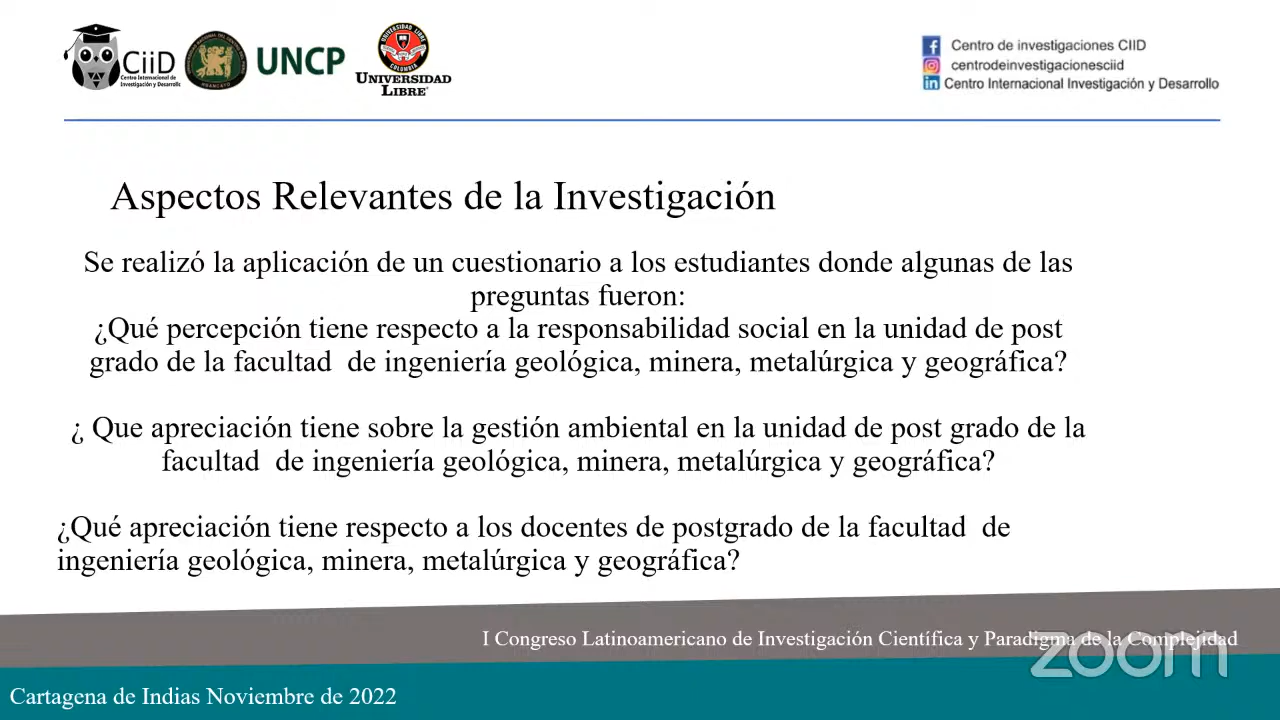 CiiD
Centro Internacional de
Investigación y Desarrollo
UNCP
UNIVERSIDAD LIBRE
COLOMBIA
UNIVERSIDAD
LIBRE
Centro de investigaciones CIID
centrodeinvestigacionesciid
Centro Internacional Investigación y Desarrollo
Aspectos Relevantes de la Investigación
Se realizó la aplicación de un cuestionario a los estudiantes donde algunas de las
preguntas fueron:
¿Qué percepción tiene respecto a la responsabilidad social en la unidad de post
grado de la facultad de ingeniería geológica, minera, metalúrgica y geográfica?
¿ Que apreciación tiene sobre la gestión ambiental en la unidad de post grado de la
facultad de ingeniería geológica, minera, metalúrgica y geográfica?
¿Qué apreciación tiene respecto a los docentes de postgrado de la facultad de
ingeniería geológica, minera, metalúrgica y geográfica?
I Congreso Latinoamericano de Investigación Científica y Paradigma de la Complejidad
zoom
Cartagena de Indias Noviembre de 2022